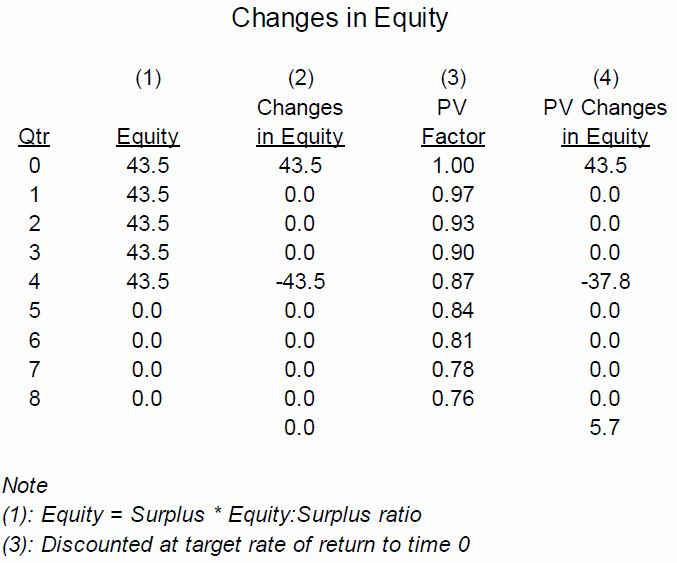 Changes in Equity
(1) (2) (3) (4)
Changes PV PV Changes
Qtr Equity in Equity Factor in Equity
0 43.5 43.5 1.00 43.5
1 43.5 0.0 0.97 0.0
2 43.5 0.0 0.93 0.0
3 43.5 0.0 0.90 0.0
4 43.5 -43.5 0.87 -37.8
5 0.0 0.0 0.84 0.0
6 0.0 0.0 0.81 0.0
7 0.0 0.0 0.78 0.0
8 0.0 0.0 0.76 0.0
0.0 5.7
Note
(1): Equity = Surplus * Equity:Surplus ratio
(3): Discounted at target rate of return to time 0